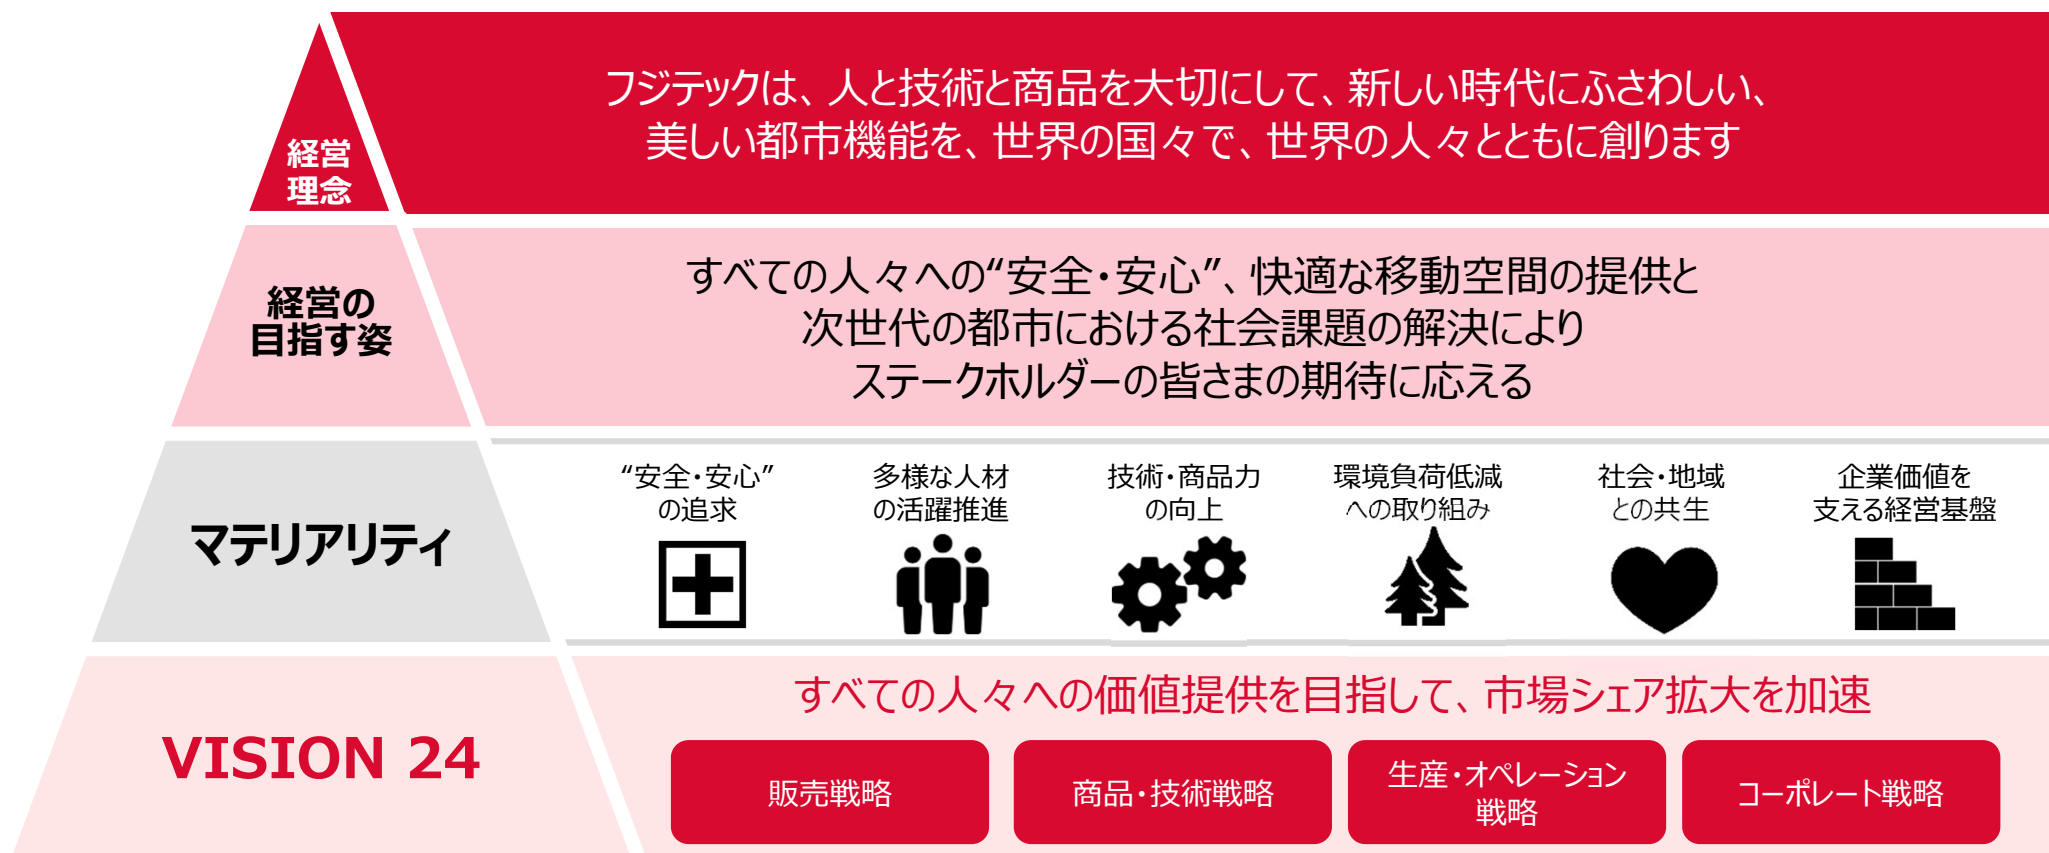 経営
理念
フジテックは、人と技術と商品を大切にして、新しい時代にふさわしい、
美しい都市機能を、世界の国々で、世界の人々とともに創ります
経営の
目指す姿
すべての人々への“安全・安心”、快適な移動空間の提供と
次世代の都市における社会課題の解決により
ステークホルダーの皆さまの期待に応える
マテリアリティ
“安全・安心”
の追求
多様な人材
の活躍推進
技術・商品力
の向上
環境負荷低減
への取り組み
社会・地域
との共生
企業価値を
支える経営基盤
VISION 24
すべての人々への価値提供を目指して、市場シェア拡大を加速
販売戦略
商品・技術戦略
生産・オペレーション
戦略
コーポレート戦略